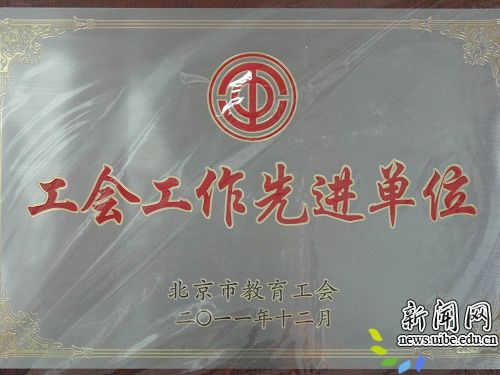 工会工作先进单位
北京市教育工会
二〇一一年十二月
新闻网
news.uibe.edu.cn